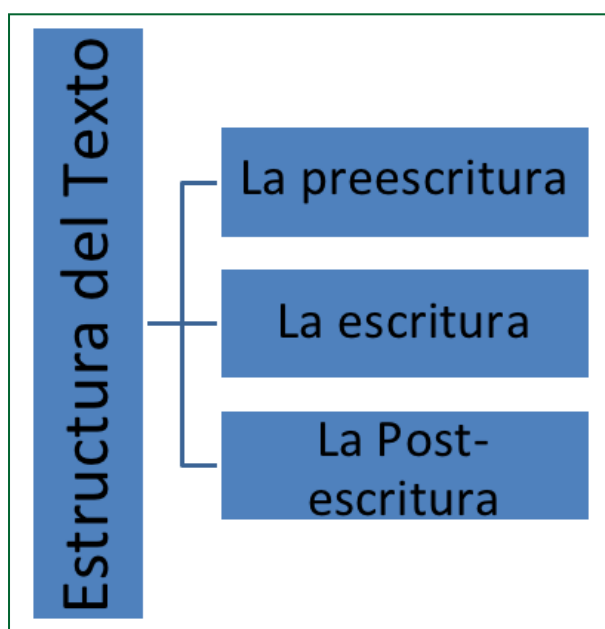 Estructura del Texto
La preescritura
La escritura
La Post-
escritura